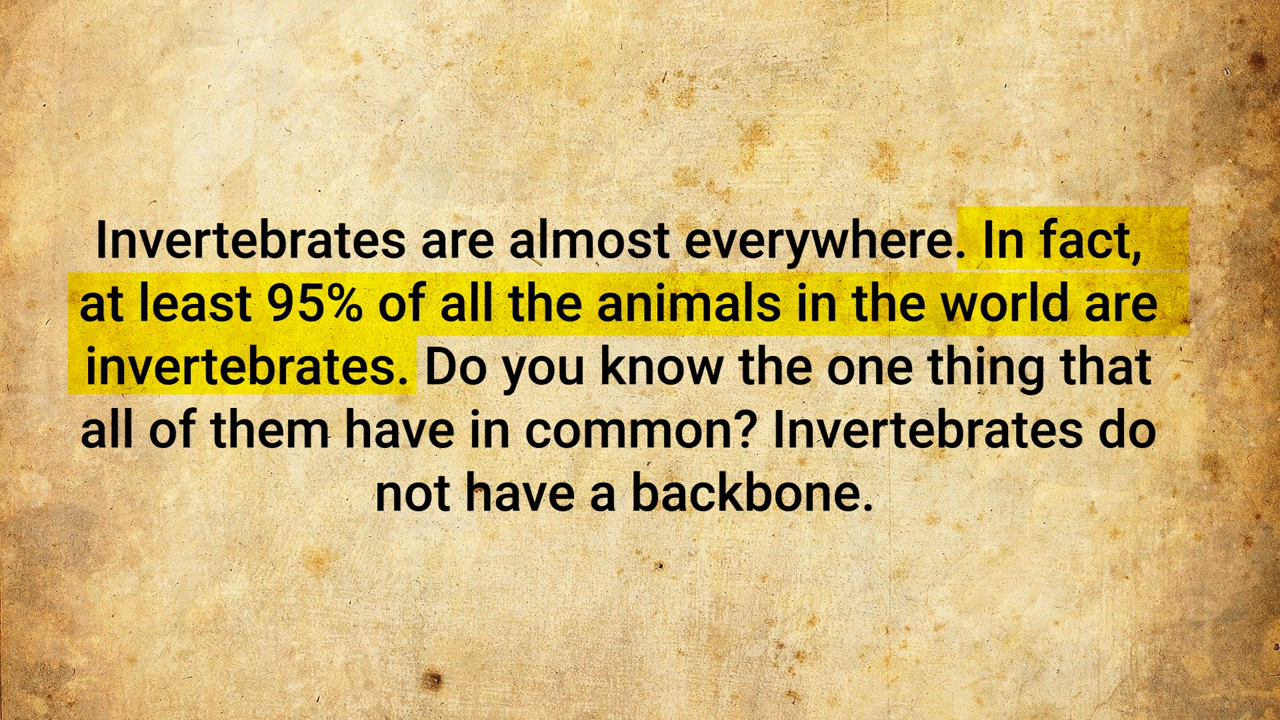 Invertebrates are almost everywhere. In fact,
at least 95% of all the animals in the world are
invertebrates. Do you know the one thing that
all of them have in common? Invertebrates do
not have a backbone.